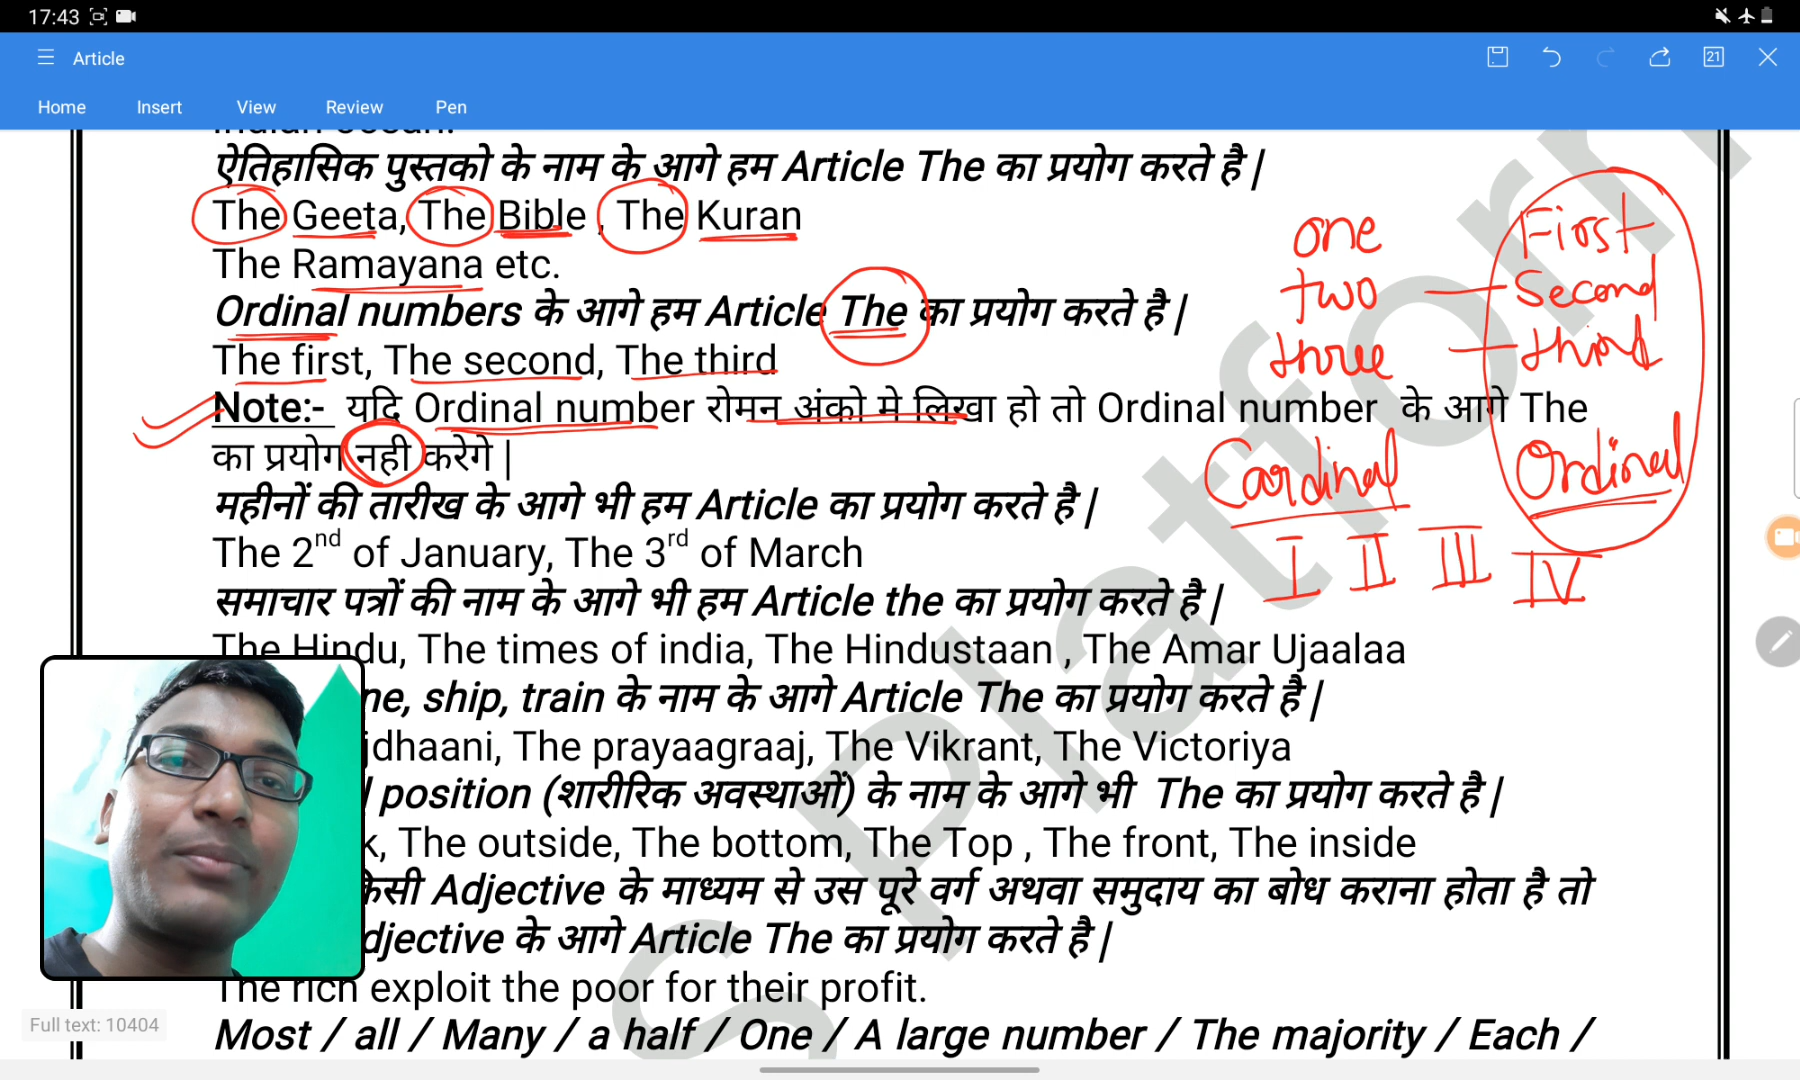 17:43
Article
21
Home Insert View Review Pen
ऐतिहासिक पुस्तको के नाम के आगे हम Article The का प्रयोग करते है|
The Geeta, The Bible , The Kuran
The Ramayana etc.
Ordinal numbers के आगे हम Article The का प्रयोग करते है|
The first, The second, The third
Note:- यदि Ordinal number रोमन अंको मे लिखा हो तो Ordinal number के आगे The
का प्रयोग नही करेगे|
महीनों की तारीख के आगे भी हम Article का प्रयोग करते है|
The 2nd of January, The 3rd of March
समाचार पत्रों की नाम के आगे भी हम Article the का प्रयोग करते है|
The Hindu, The times of india, The Hindustaan , The Amar Ujaalaa
ne, ship, train के नाम के आगे Article The का प्रयोग करते है|
jdhaani, The prayaagraaj, The Vikrant, The Victoriya
position (शारीरिक अवस्थाओं) के नाम के आगे भी The का प्रयोग करते है|
k, The outside, The bottom, The Top , The front, The inside
किसी Adjective के माध्यम से उस पूरे वर्ग अथवा समुदाय का बोध कराना होता है तो
djective के आगे Article The का प्रयोग करते है|
The rich exploit the poor for their profit.
Most / all / Many / a half / One / A large number / The majority / Each /
one First
two — Second
three — third
Cardinal Ordinal
I II III IV
s Platform
Full text: 10404